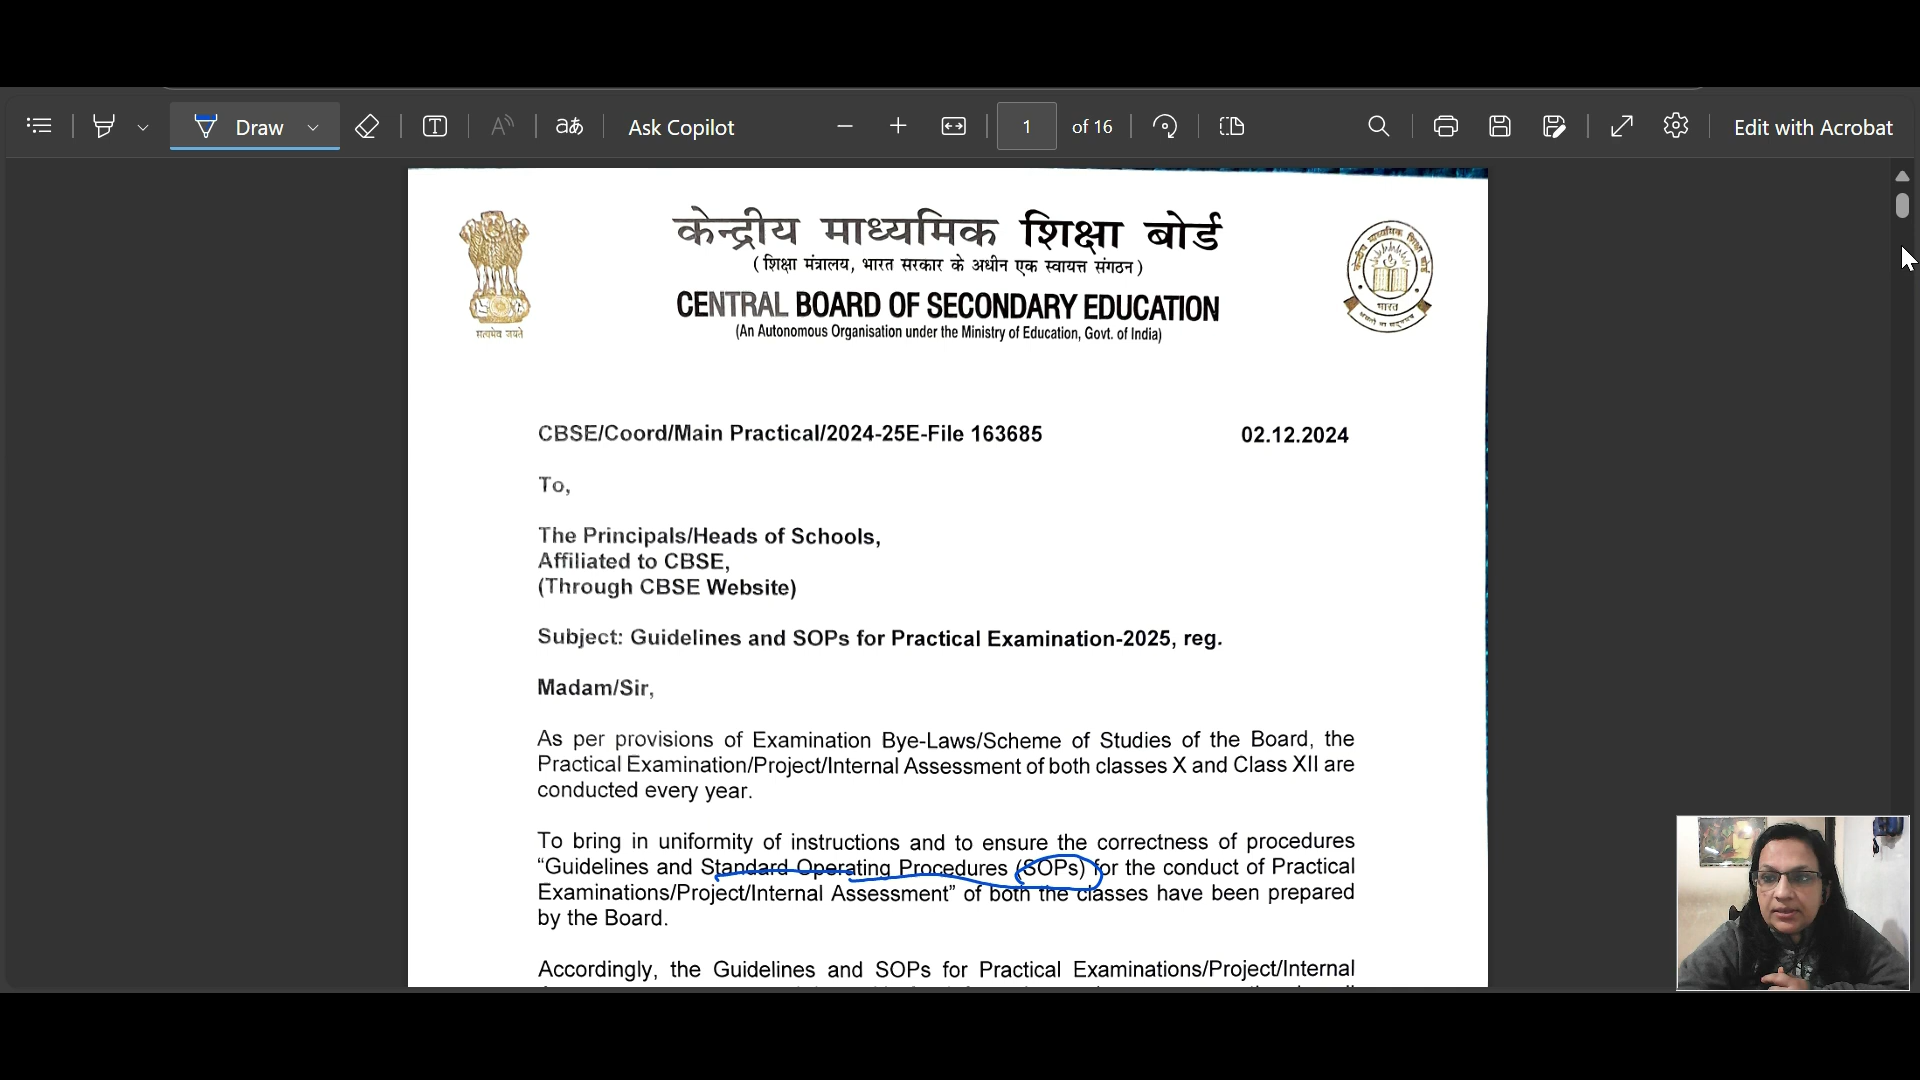 Draw
Ask Copilot
1
of 16
Edit with Acrobat
केन्द्रीय माध्यमिक शिक्षा बोर्ड
(शिक्षा मंत्रालय, भारत सरकार के अधीन एक स्वायत्त संगठन)
CENTRAL BOARD OF SECONDARY EDUCATION
(An Autonomous Organisation under the Ministry of Education, Govt. of India)
सत्यमेव जयते
भारत
CBSE/Coord/Main Practical/2024-25E-File 163685
02.12.2024
To,
The Principals/Heads of Schools,
Affiliated to CBSE,
(Through CBSE Website)
Subject: Guidelines and SOPs for Practical Examination-2025, reg.
Madam/Sir,
As per provisions of Examination Bye-Laws/Scheme of Studies of the Board, the
Practical Examination/Project/Internal Assessment of both classes X and Class XII are
conducted every year.
To bring in uniformity of instructions and to ensure the correctness of procedures
“Guidelines and Standard Operating Procedures (SOPs) for the conduct of Practical
Examinations/Project/Internal Assessment” of both the classes have been prepared
by the Board.
Accordingly, the Guidelines and SOPs for Practical Examinations/Project/Internal